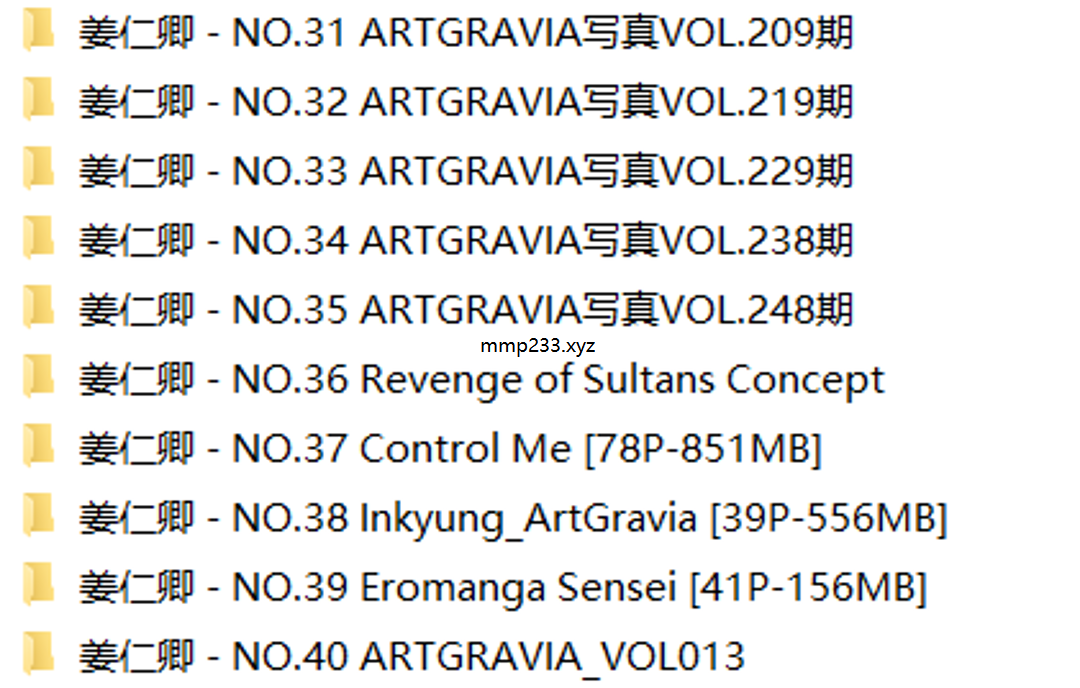 姜仁卿 - NO.31 ARTGRAVIA写真VOL.209期
姜仁卿 - NO.32 ARTGRAVIA写真VOL.219期
姜仁卿 - NO.33 ARTGRAVIA写真VOL.229期
姜仁卿 - NO.34 ARTGRAVIA写真VOL.238期
姜仁卿 - NO.35 ARTGRAVIA写真VOL.248期
mmp233.xyz
姜仁卿 - NO.36 Revenge of Sultans Concept
姜仁卿 - NO.37 Control Me [78P-851MB]
姜仁卿 - NO.38 Inkyung_ArtGravia [39P-556MB]
姜仁卿 - NO.39 Eromanga Sensei [41P-156MB]
姜仁卿 - NO.40 ARTGRAVIA_VOL013